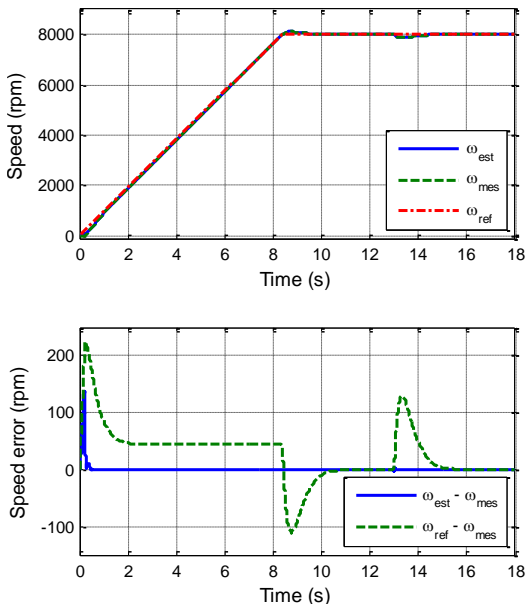 8000
6000
4000
2000
0
Speed (rpm)
ω_est
ω_mes
ω_ref
0 2 4 6 8 10 12 14 16 18
Time (s)
200
100
0
-100
Speed error (rpm)
ω_est - ω_mes
ω_ref - ω_mes
0 2 4 6 8 10 12 14 16 18
Time (s)